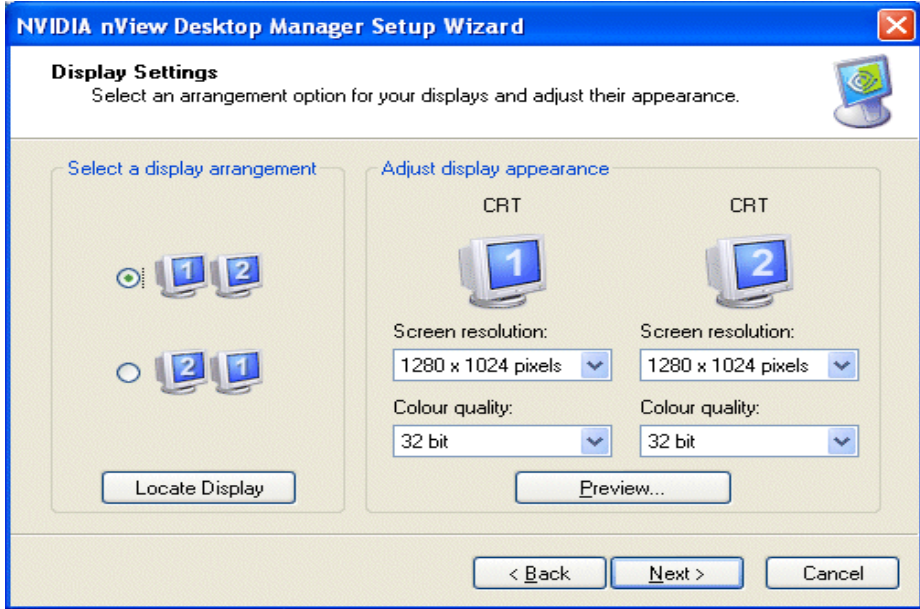 NVIDIA nView Desktop Manager Setup Wizard
Display Settings
Select an arrangement option for your displays and adjust their appearance.
Select a display arrangement
1 2
2 1
Locate Display
Adjust display appearance
CRT CRT
1 2
Screen resolution: Screen resolution:
1280 x 1024 pixels 1280 x 1024 pixels
Colour quality: Colour quality:
32 bit 32 bit
Preview...
< Back Next > Cancel